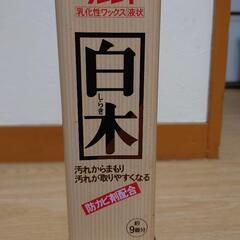 乳化性ワックス 液状
白木
しらき
汚れからまもり
汚れが取りやすくなる
防カビ剤配合
約
9畳分